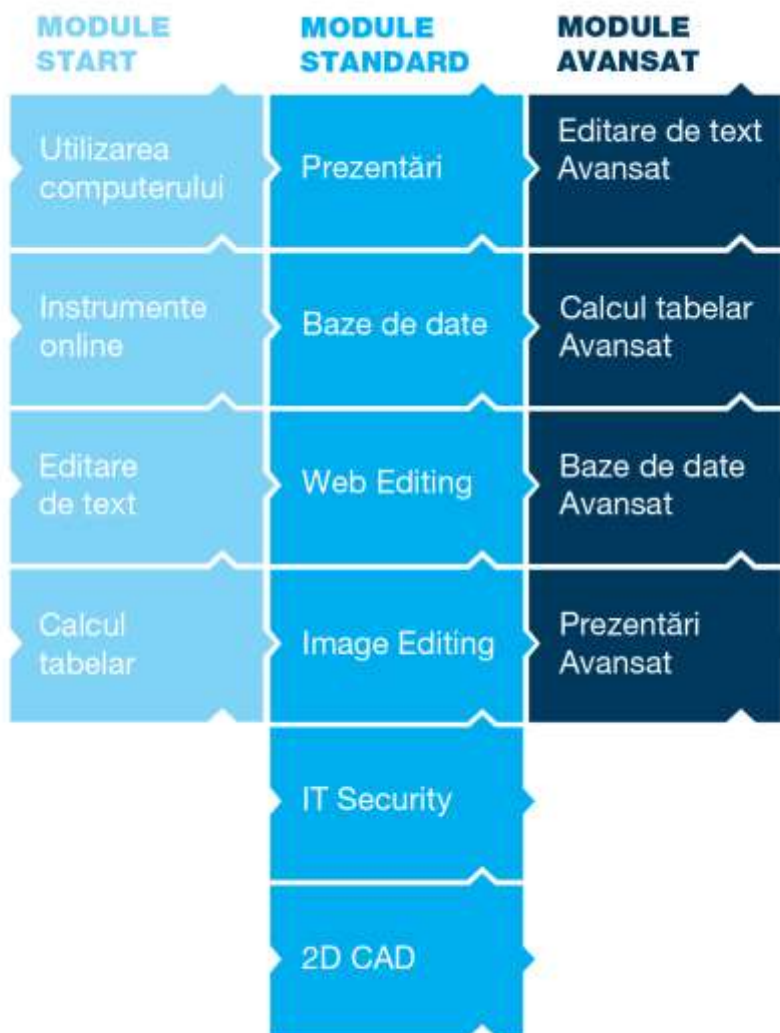 MODULE
START
Utilizarea
computerului
Instrumente
online
Editare
de text
Calcul
tabelar
MODULE
STANDARD
Prezentări
Baze de date
Web Editing
Image Editing
IT Security
2D CAD
MODULE
AVANSAT
Editare de text
Avansat
Calcul tabelar
Avansat
Baze de date
Avansat
Prezentări
Avansat